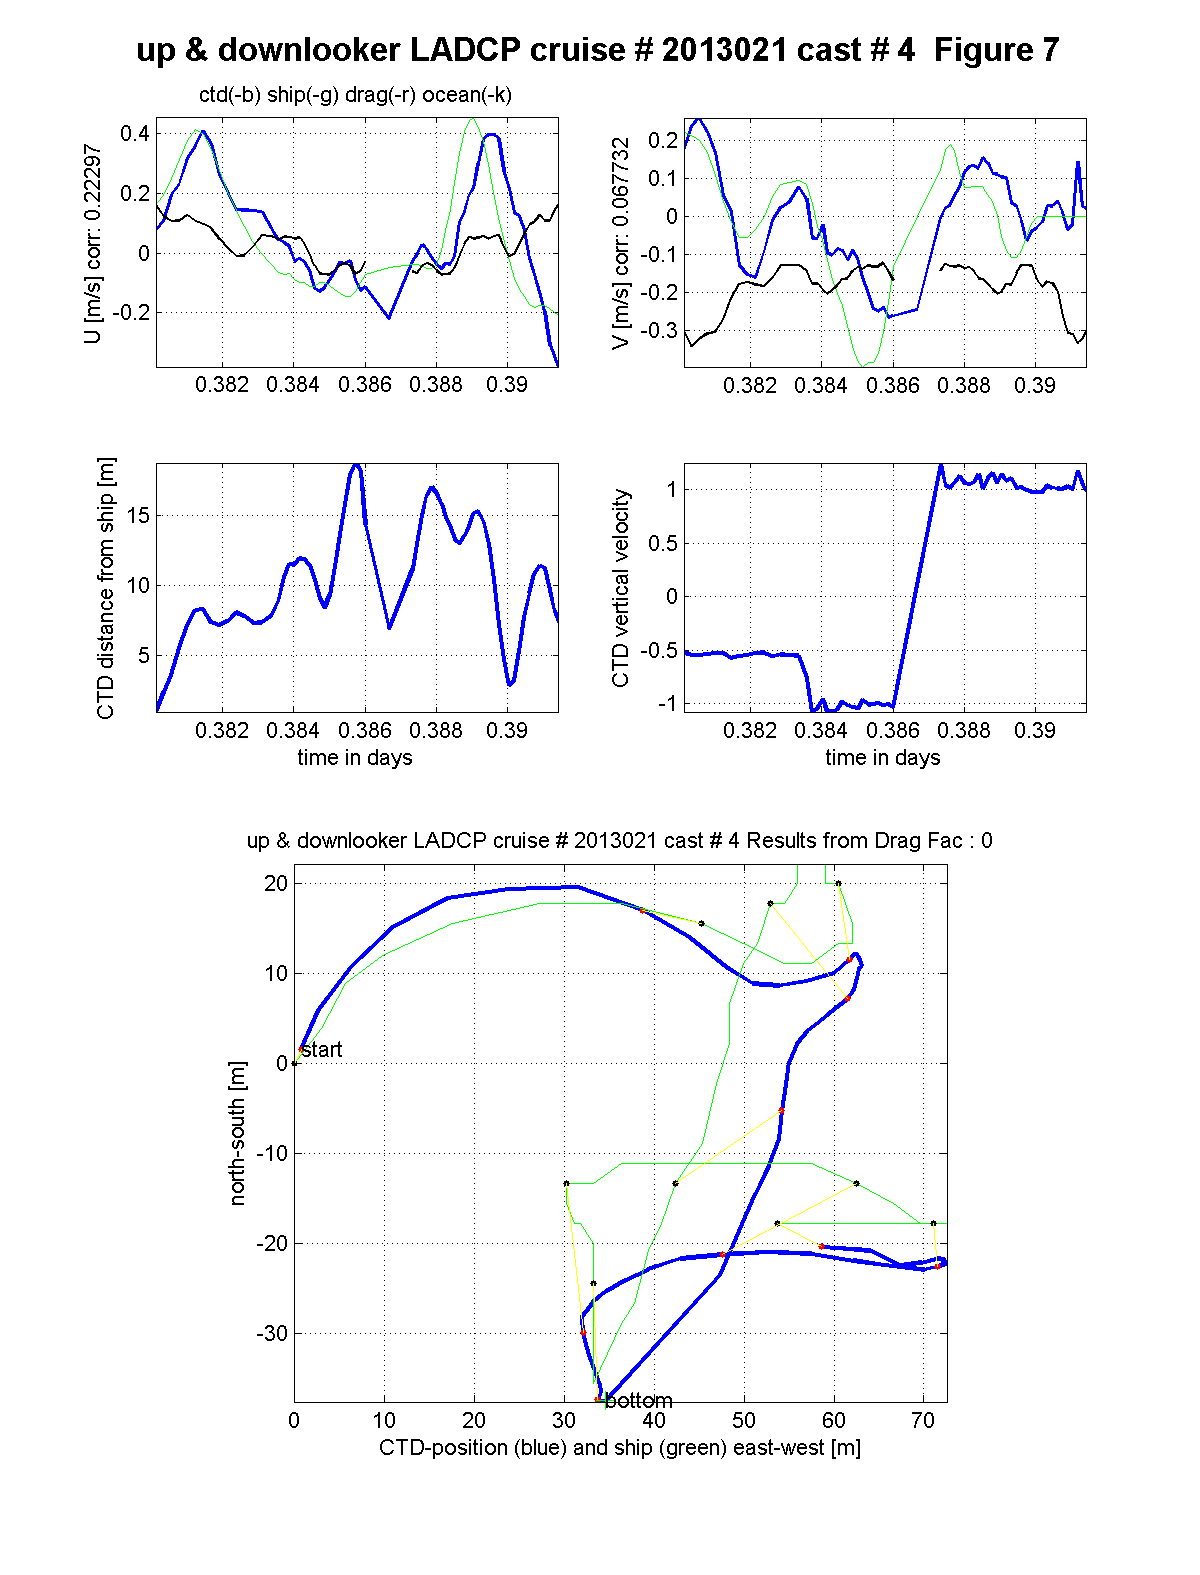 up & downlooker LADCP cruise # 2013021 cast # 4  Figure 7
ctd(-b) ship(-g) drag(-r) ocean(-k)
U [m/s] corr: 0.22297
0.4
0.2
0
-0.2
0.382 0.384 0.386 0.388 0.39
V [m/s] corr: 0.067732
0.2
0.1
0
-0.1
-0.2
-0.3
0.382 0.384 0.386 0.388 0.39
CTD distance from ship [m]
15
10
5
0.382 0.384 0.386 0.388 0.39
time in days
CTD vertical velocity
1
0.5
0
-0.5
-1
0.382 0.384 0.386 0.388 0.39
time in days
up & downlooker LADCP cruise # 2013021 cast # 4 Results from Drag Fac : 0
north-south [m]
20
10
0
-10
-20
-30
start
bottom
0 10 20 30 40 50 60 70
CTD-position (blue) and ship (green) east-west [m]